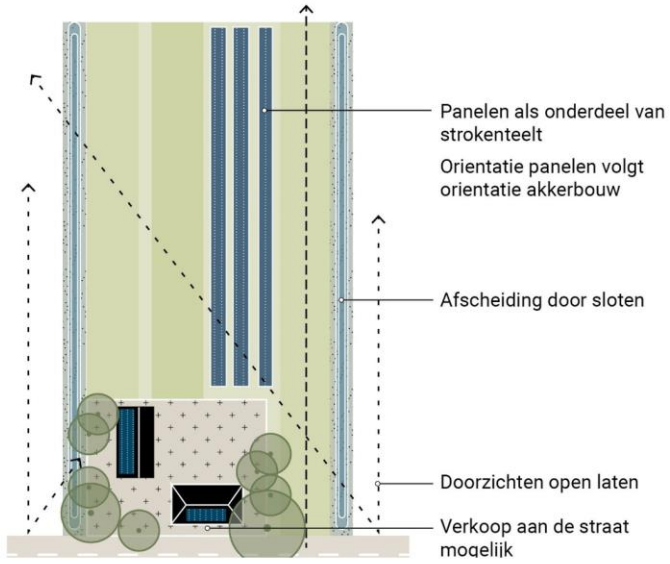 Panelen als onderdeel van
strokenteelt
Orientatie panelen volgt
orientatie akkerbouw
Afscheiding door sloten
Doorzichten open laten
Verkoop aan de straat
mogelijk